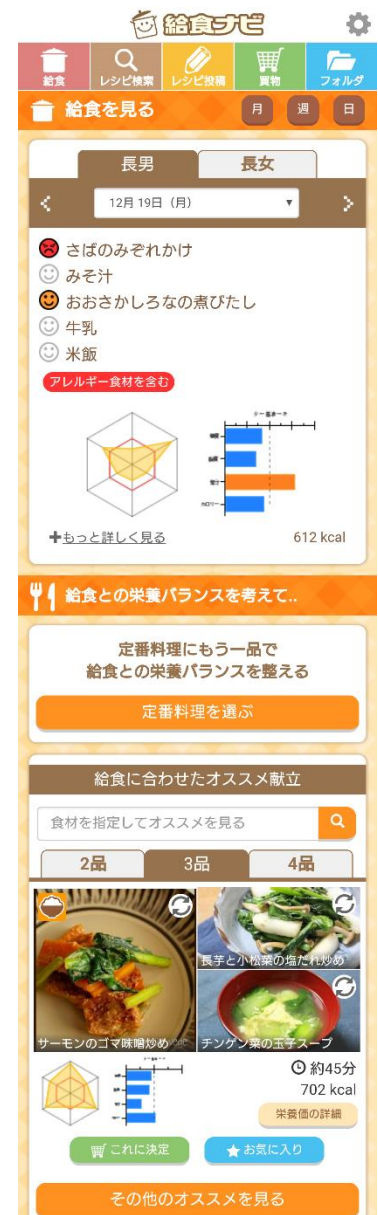 給食ナビ
給食
レシピ検索
レシピ投稿
買物
フォルダ
給食を見る
月
週
日
長男
長女
12月 19日 (月)
さばのみぞれかけ
みそ汁
おおさかしろなの煮びたし
牛乳
米飯
アレルギー食材を含む
もっと詳しく見る
612 kcal
給食との栄養バランスを考えて..
定番料理にもう一品で
給食との栄養バランスを整える
定番料理を選ぶ
給食に合わせたオススメ献立
食材を指定してオススメを見る
2品
3品
4品
長芋と小松菜の塩だれ炒め
サーモンのゴマ味噌炒め
チンゲン菜の玉子スープ
約45分
702 kcal
栄養価の詳細
これに決定
お気に入り
その他のオススメを見る